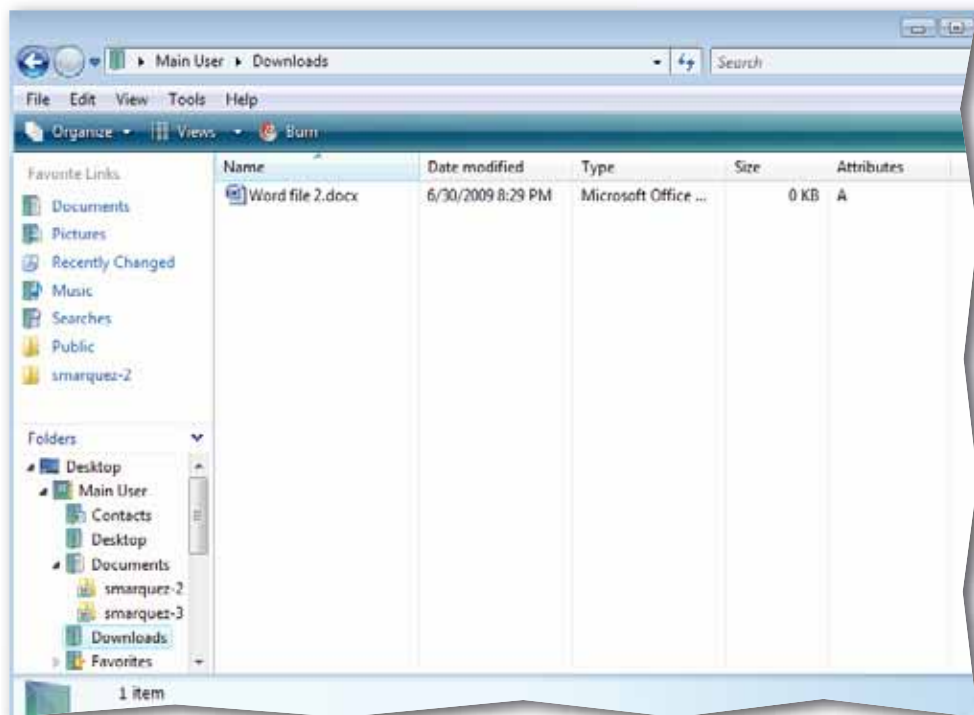 Main User Downloads Search
File Edit View Tools Help
Organize Views Burn
Favorite Links
Documents
Pictures
Recently Changed
Music
Searches
Public
smarquez-2
Folders
Desktop
Main User
Contacts
Desktop
Documents
smarquez-2
smarquez-3
Downloads
Favorites
Name Date modified Type Size Attributes
Word file 2.docx 6/30/2009 8:29 PM Microsoft Office ... 0 KB A
1 item